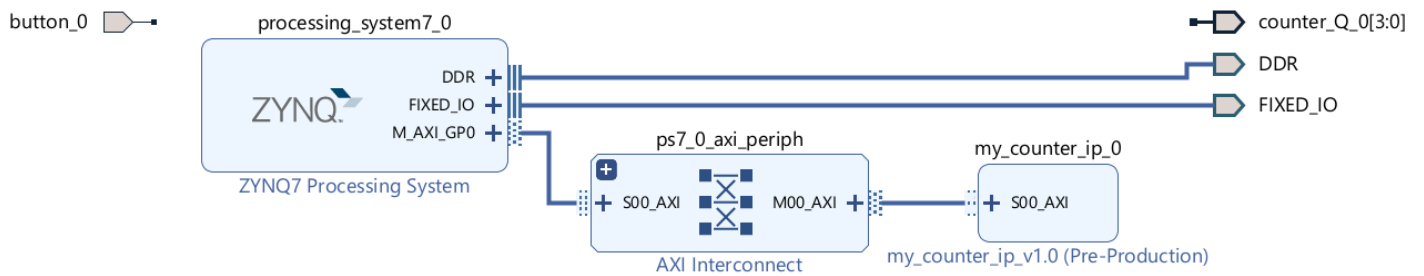 button_0
processing_system7_0
counter_Q_0[3:0]
DDR
DDR
ZYNQ
FIXED_IO
FIXED_IO
M_AXI_GP0
ZYNQ7 Processing System
ps7_0_axi_periph
S00_AXI
M00_AXI
AXI Interconnect
my_counter_ip_0
S00_AXI
my_counter_ip_v1.0 (Pre-Production)